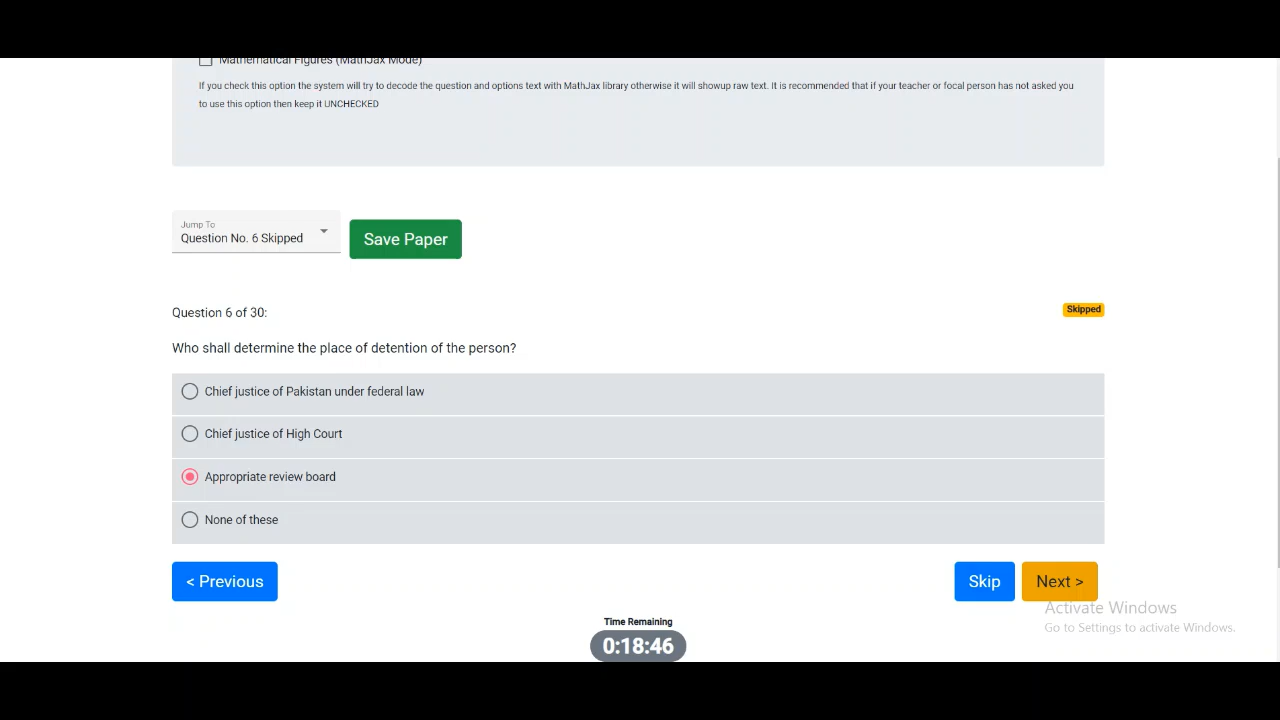 Mathematical Figures (MathJax Mode)
If you check this option the system will try to decode the question and options text with MathJax library otherwise it will showup raw text. It is recommended that if your teacher or focal person has not asked you
to use this option then keep it UNCHECKED
Jump To
Question No. 6 Skipped
Save Paper
Question 6 of 30:
Skipped
Who shall determine the place of detention of the person?
Chief justice of Pakistan under federal law
Chief justice of High Court
Appropriate review board
None of these
< Previous
Skip
Next >
Activate Windows
Go to Settings to activate Windows.
Time Remaining
0:18:46